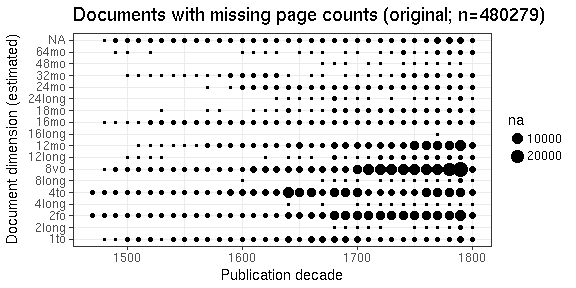 Documents with missing page counts (original; n=480279)
Document dimension (estimated)
NA
64mo
48mo
32mo
24mo
24long
18mo
16mo
16long
12mo
12long
8vo
8long
4to
4long
2fo
2long
1to
1500
1600
1700
1800
Publication decade
na
10000
20000